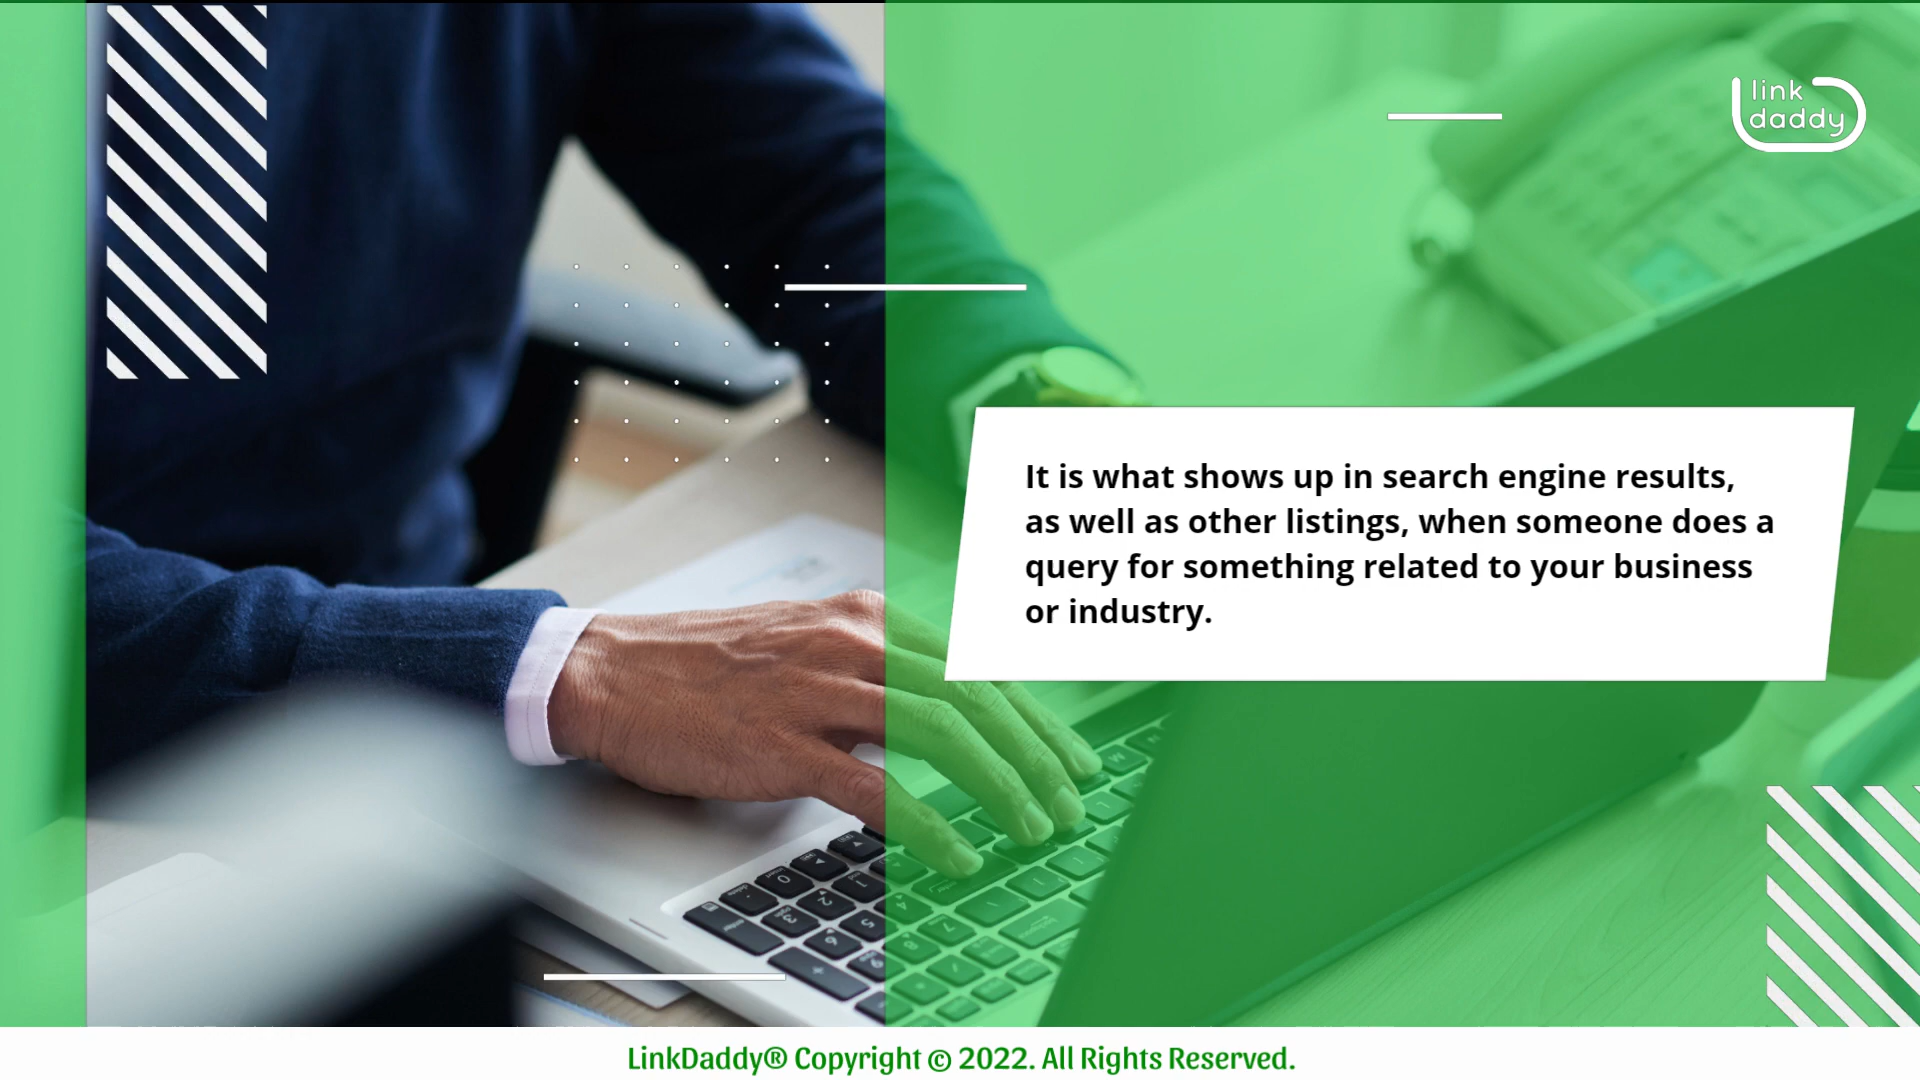 link
daddy
It is what shows up in search engine results,
as well as other listings, when someone does a
query for something related to your business
or industry.
LinkDaddy® Copyright © 2022. All Rights Reserved.